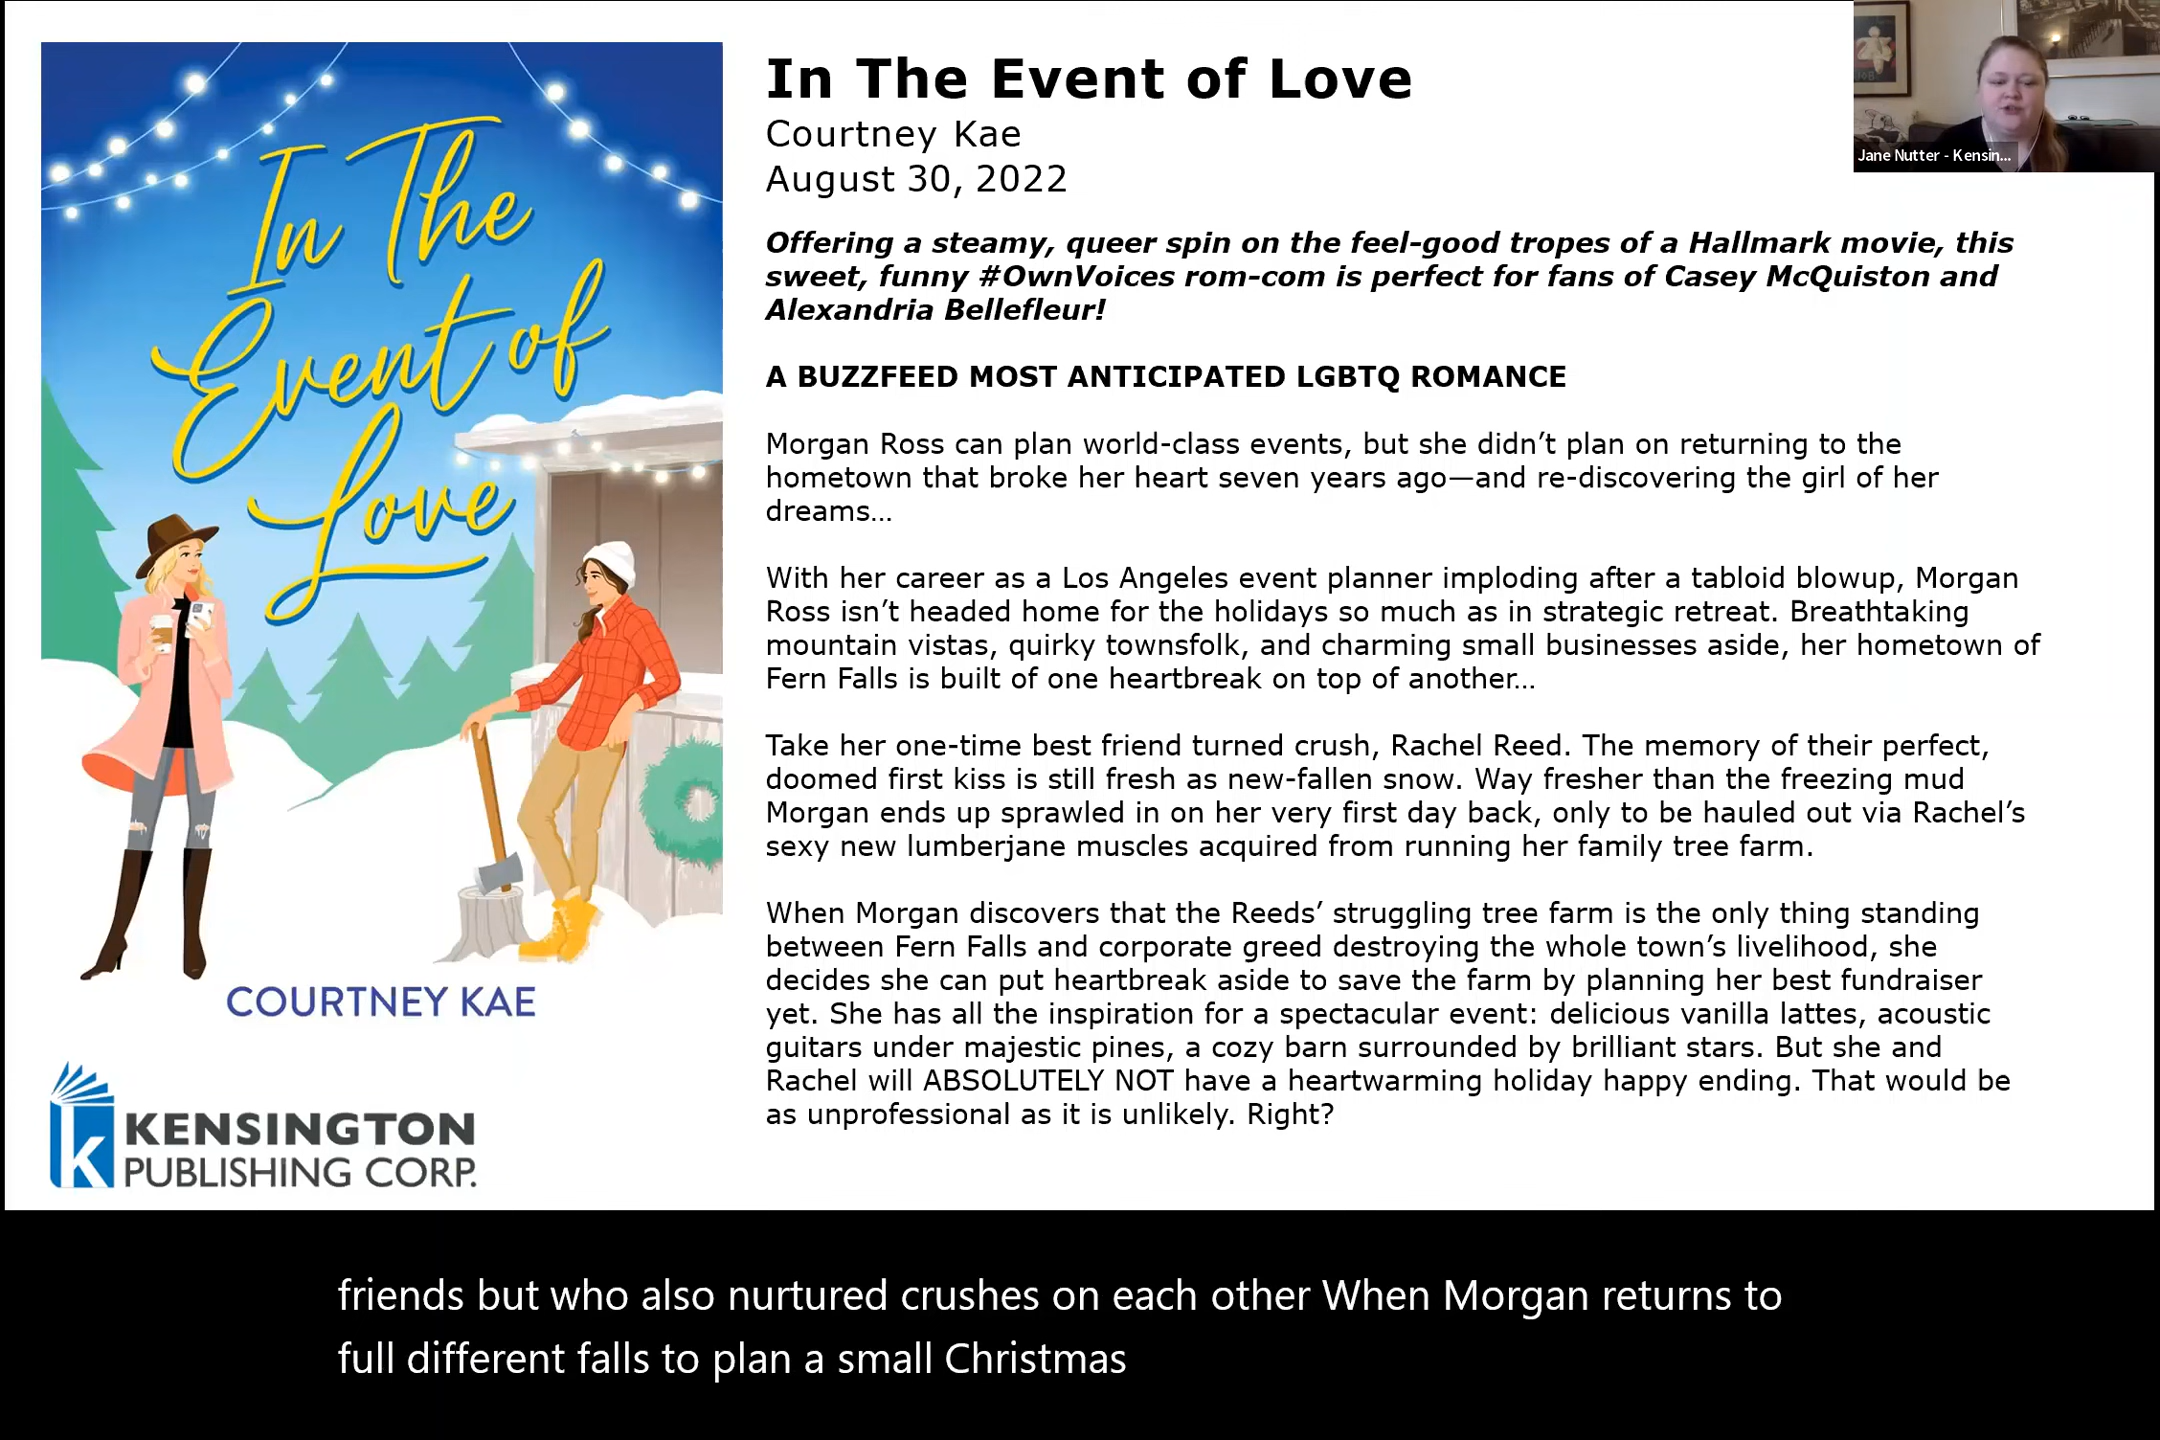 In The
Event of
Love
COURTNEY KAE
KENSINGTON
PUBLISHING CORP.
In The Event of Love
Courtney Kae
August 30, 2022
Offering a steamy, queer spin on the feel-good tropes of a Hallmark movie, this
sweet, funny #OwnVoices rom-com is perfect for fans of Casey McQuiston and
Alexandria Bellefleur!
A BUZZFEED MOST ANTICIPATED LGBTQ ROMANCE
Morgan Ross can plan world-class events, but she didn’t plan on returning to the
hometown that broke her heart seven years ago—and re-discovering the girl of her
dreams…
With her career as a Los Angeles event planner imploding after a tabloid blowup, Morgan
Ross isn’t headed home for the holidays so much as in strategic retreat. Breathtaking
mountain vistas, quirky townsfolk, and charming small businesses aside, her hometown of
Fern Falls is built of one heartbreak on top of another…
Take her one-time best friend turned crush, Rachel Reed. The memory of their perfect,
doomed first kiss is still fresh as new-fallen snow. Way fresher than the freezing mud
Morgan ends up sprawled in on her very first day back, only to be hauled out via Rachel’s
sexy new lumberjane muscles acquired from running her family tree farm.
When Morgan discovers that the Reeds’ struggling tree farm is the only thing standing
between Fern Falls and corporate greed destroying the whole town’s livelihood, she
decides she can put heartbreak aside to save the farm by planning her best fundraiser
yet. She has all the inspiration for a spectacular event: delicious vanilla lattes, acoustic
guitars under majestic pines, a cozy barn surrounded by brilliant stars. But she and
Rachel will ABSOLUTELY NOT have a heartwarming holiday happy ending. That would be
as unprofessional as it is unlikely. Right?
Jane Nutter - Kensin...
friends but who also nurtured crushes on each other When Morgan returns to
full different falls to plan a small Christmas